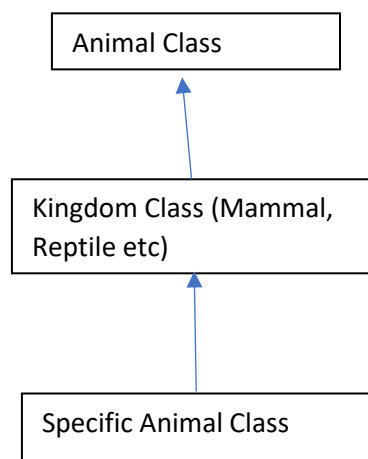 Animal Class
Kingdom Class (Mammal,
Reptile etc)
Specific Animal Class